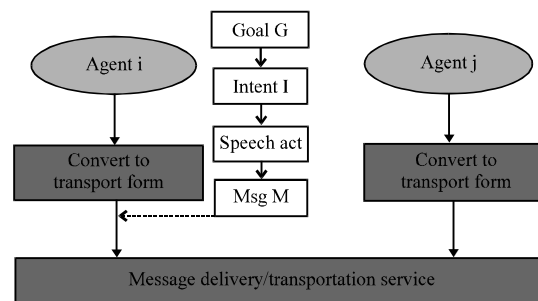 Goal G
Agent i
Agent j
Intent I
Speech act
Convert to
transport form
Convert to
transport form
Msg M
Message delivery/transportation service